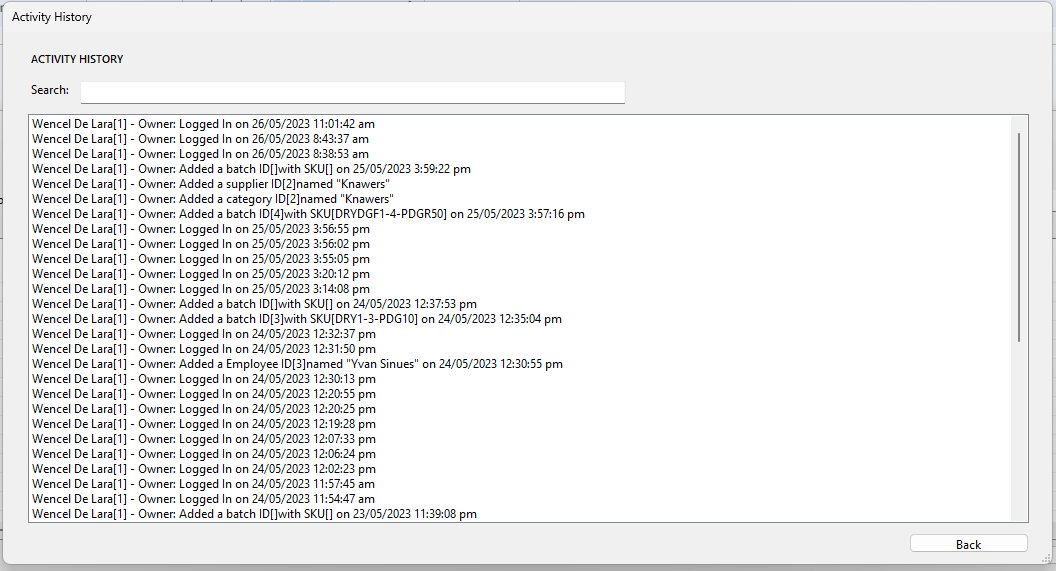 Activity History
ACTIVITY HISTORY
Search:
Wencel De Lara[1] - Owner: Logged In on 26/05/2023 11:01:42 am
Wencel De Lara[1] - Owner: Logged In on 26/05/2023 8:43:37 am
Wencel De Lara[1] - Owner: Logged In on 26/05/2023 8:38:53 am
Wencel De Lara[1] - Owner: Added a batch ID[]with SKU[] on 25/05/2023 3:59:22 pm
Wencel De Lara[1] - Owner: Added a supplier ID[2]named "Knawers"
Wencel De Lara[1] - Owner: Added a category ID[2]named "Knawers"
Wencel De Lara[1] - Owner: Added a batch ID[4]with SKU[DRYDGF1-4-PDGR50] on 25/05/2023 3:57:16 pm
Wencel De Lara[1] - Owner: Logged In on 25/05/2023 3:56:55 pm
Wencel De Lara[1] - Owner: Logged In on 25/05/2023 3:56:02 pm
Wencel De Lara[1] - Owner: Logged In on 25/05/2023 3:55:05 pm
Wencel De Lara[1] - Owner: Logged In on 25/05/2023 3:20:12 pm
Wencel De Lara[1] - Owner: Logged In on 25/05/2023 3:14:08 pm
Wencel De Lara[1] - Owner: Added a batch ID[]with SKU[] on 24/05/2023 12:37:53 pm
Wencel De Lara[1] - Owner: Added a batch ID[3]with SKU[DRY1-3-PDG10] on 24/05/2023 12:35:04 pm
Wencel De Lara[1] - Owner: Logged In on 24/05/2023 12:32:37 pm
Wencel De Lara[1] - Owner: Logged In on 24/05/2023 12:31:50 pm
Wencel De Lara[1] - Owner: Added a Employee ID[3]named "Yvan Sinues" on 24/05/2023 12:30:55 pm
Wencel De Lara[1] - Owner: Logged In on 24/05/2023 12:30:13 pm
Wencel De Lara[1] - Owner: Logged In on 24/05/2023 12:20:55 pm
Wencel De Lara[1] - Owner: Logged In on 24/05/2023 12:20:25 pm
Wencel De Lara[1] - Owner: Logged In on 24/05/2023 12:19:28 pm
Wencel De Lara[1] - Owner: Logged In on 24/05/2023 12:07:33 pm
Wencel De Lara[1] - Owner: Logged In on 24/05/2023 12:06:24 pm
Wencel De Lara[1] - Owner: Logged In on 24/05/2023 12:02:23 pm
Wencel De Lara[1] - Owner: Logged In on 24/05/2023 11:57:45 am
Wencel De Lara[1] - Owner: Logged In on 24/05/2023 11:54:47 am
Wencel De Lara[1] - Owner: Added a batch ID[]with SKU[] on 23/05/2023 11:39:08 pm
Back